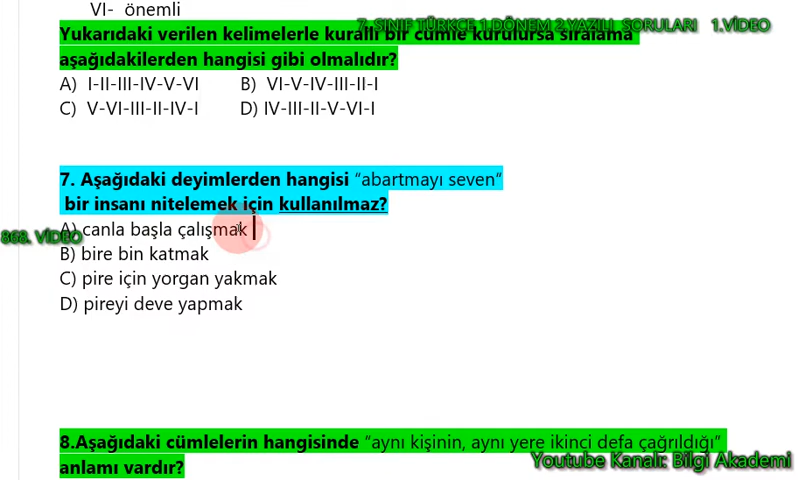 VI- önemli
7. SINIF TÜRKÇE 1.DÖNEM 2.YAZILI SORULARI 1.VİDEO
Yukarıdaki verilen kelimelerle kurallı bir cümle kurulursa sıralama
aşağıdakilerden hangisi gibi olmalıdır?
A) I-II-III-IV-V-VI B) VI-V-IV-III-II-I
C) V-VI-III-II-IV-I D) IV-III-II-V-VI-I
7. Aşağıdaki deyimlerden hangisi “abartmayı seven“
bir insanı nitelemek için kullanılmaz?
A) canla başla çalışmak
868. VİDEO
B) bire bin katmak
C) pire için yorgan yakmak
D) pireyi deve yapmak
8.Aşağıdaki cümlelerin hangisinde “aynı kişinin, aynı yere ikinci defa çağrıldığı”
anlamı vardır?
Youtube Kanalı: Bilgi Akademi